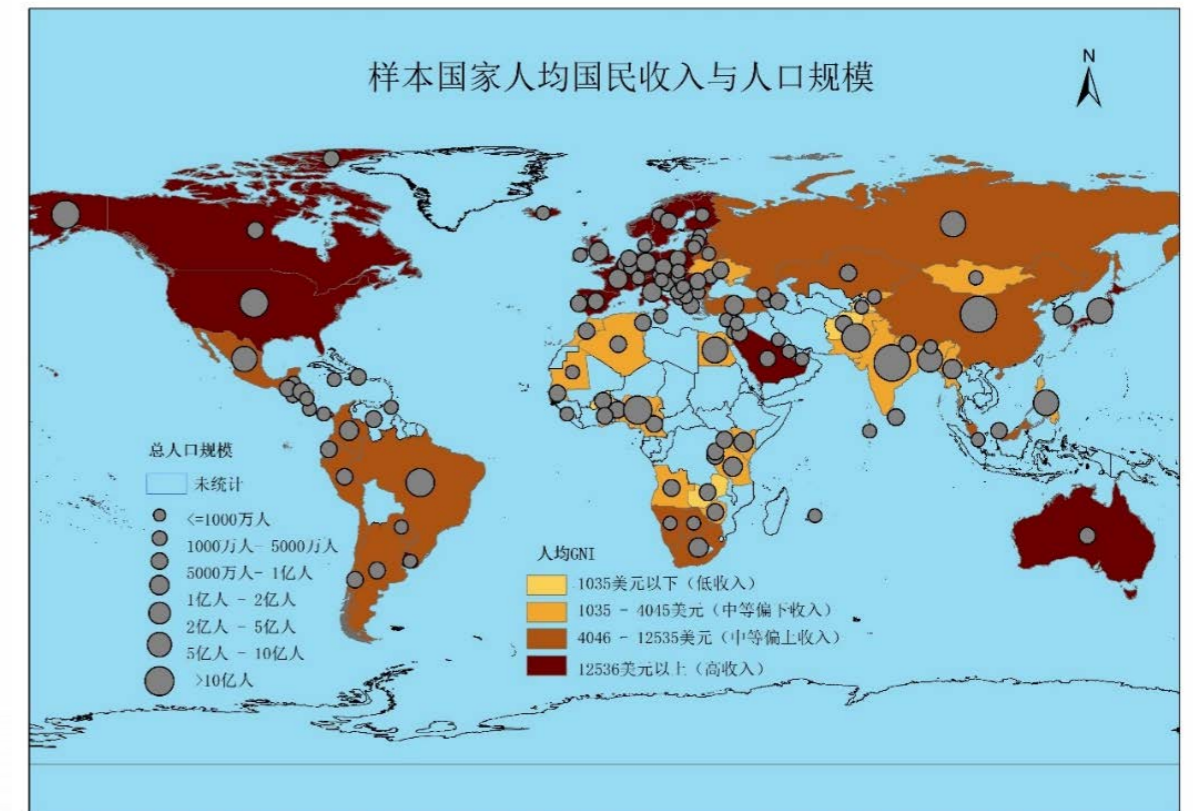 样本国家人均国民收入与人口规模
N
总人口规模
未统计
<=1000万人
1000万人- 5000万人
5000万人- 1亿人
1亿人 - 2亿人
2亿人 - 5亿人
5亿人 - 10亿人
>10亿人
人均GNI
1035美元以下（低收入）
1035 - 4045美元（中等偏下收入）
4046 - 12535美元（中等偏上收入）
12536美元以上（高收入）